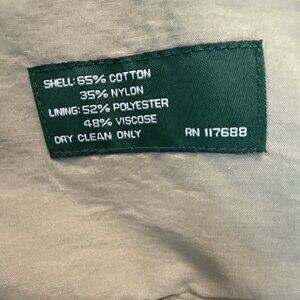 SHELL: 65% COTTON
35% NYLON
LINING: 52% POLYESTER
48% VISCOSE
DRY CLEAN ONLY RN 117688